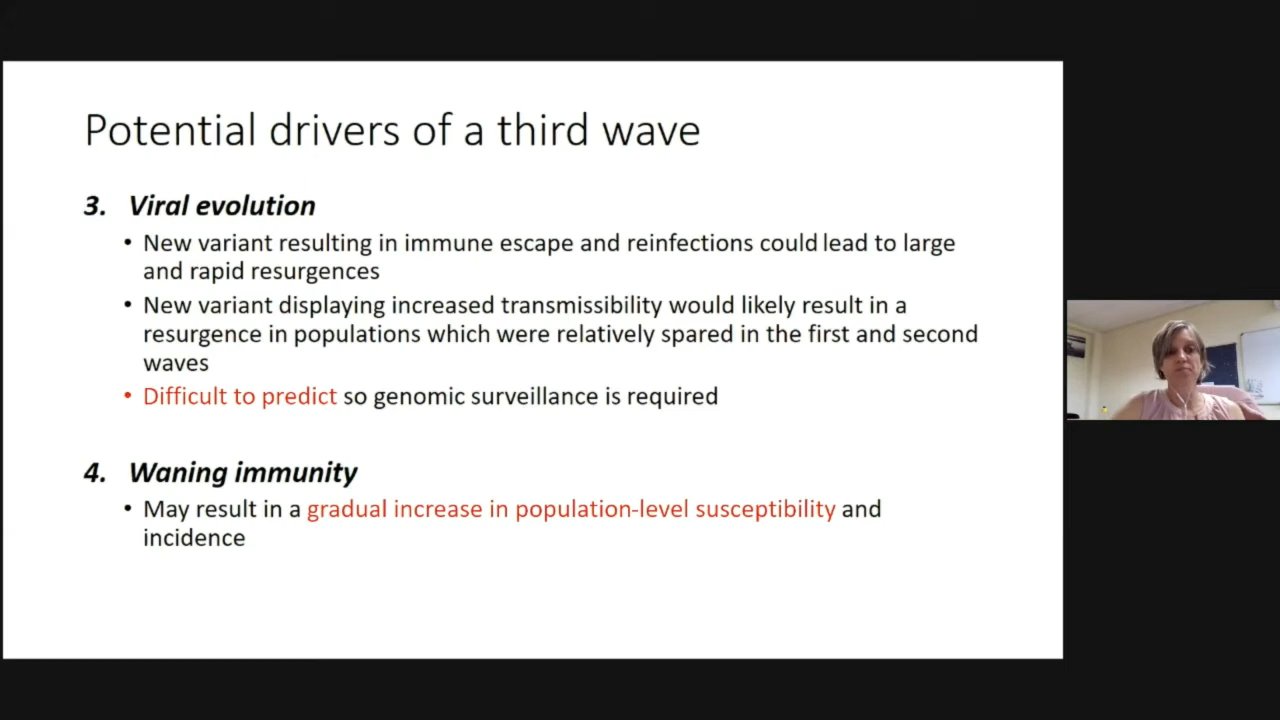 Potential drivers of a third wave
3. Viral evolution
• New variant resulting in immune escape and reinfections could lead to large
and rapid resurgences
• New variant displaying increased transmissibility would likely result in a
resurgence in populations which were relatively spared in the first and second
waves
• Difficult to predict so genomic surveillance is required
4. Waning immunity
• May result in a gradual increase in population-level susceptibility and
incidence